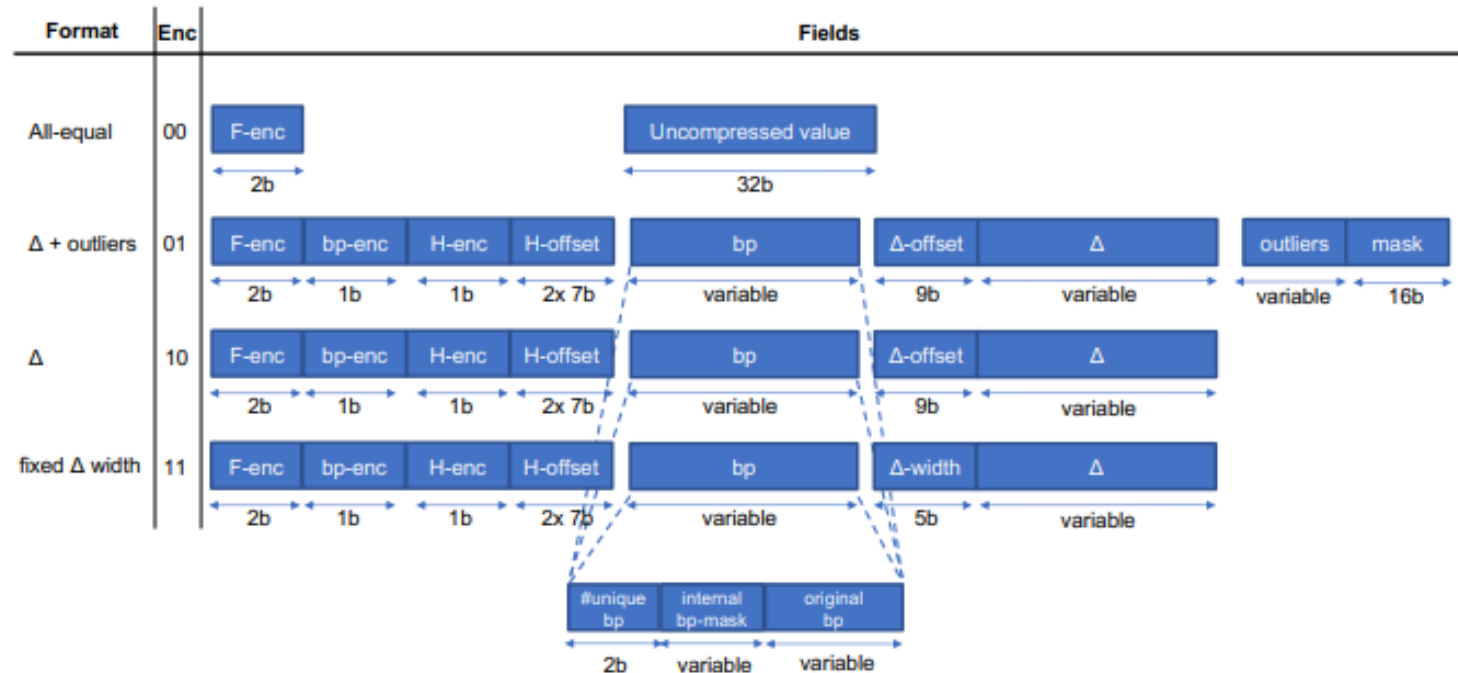 Format Enc Fields
All-equal 00 F-enc Uncompressed value
2b 32b
Δ + outliers 01 F-enc bp-enc H-enc H-offset bp Δ-offset Δ outliers mask
2b 1b 1b 2x 7b variable 9b variable variable 16b
Δ 10 F-enc bp-enc H-enc H-offset bp Δ-offset Δ
2b 1b 1b 2x 7b variable 9b variable
fixed Δ width 11 F-enc bp-enc H-enc H-offset bp Δ-width Δ
2b 1b 1b 2x 7b variable 5b variable
#unique internal original
bp bp-mask bp
2b variable variable